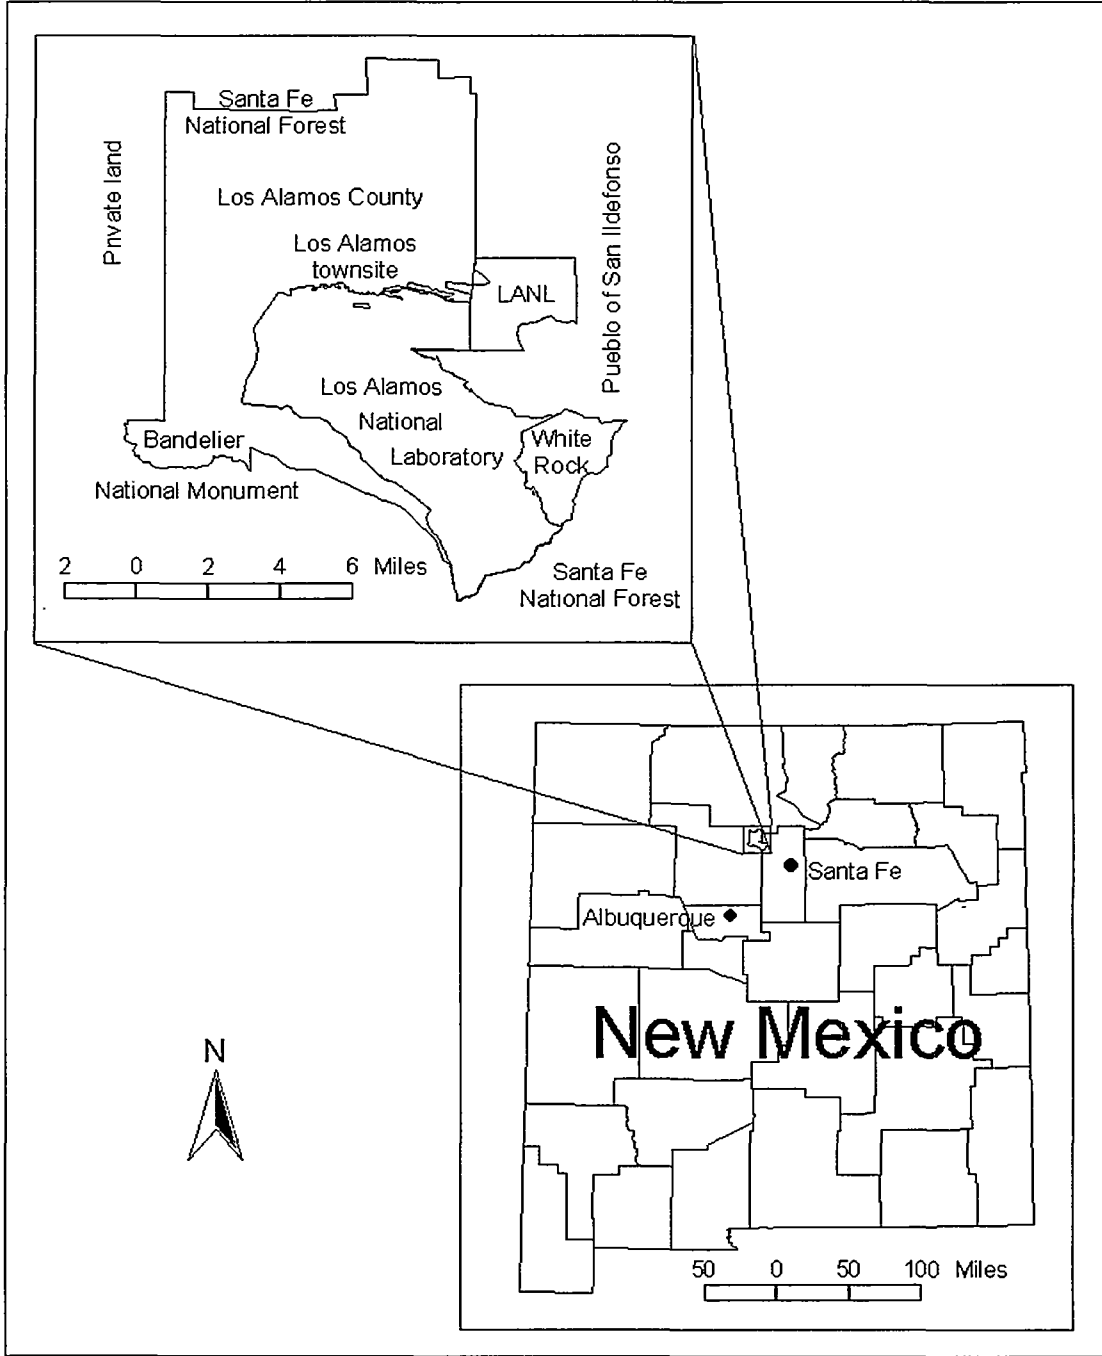 Santa Fe
National Forest
Private land
Los Alamos County
Pueblo of San Ildefonso
Los Alamos
townsite
LANL
Los Alamos
National
Laboratory
White
Rock
Bandelier
National Monument
2 0 2 4 6 Miles
Santa Fe
National Forest
Santa Fe
Albuquerque
New Mexico
N
50 0 50 100 Miles